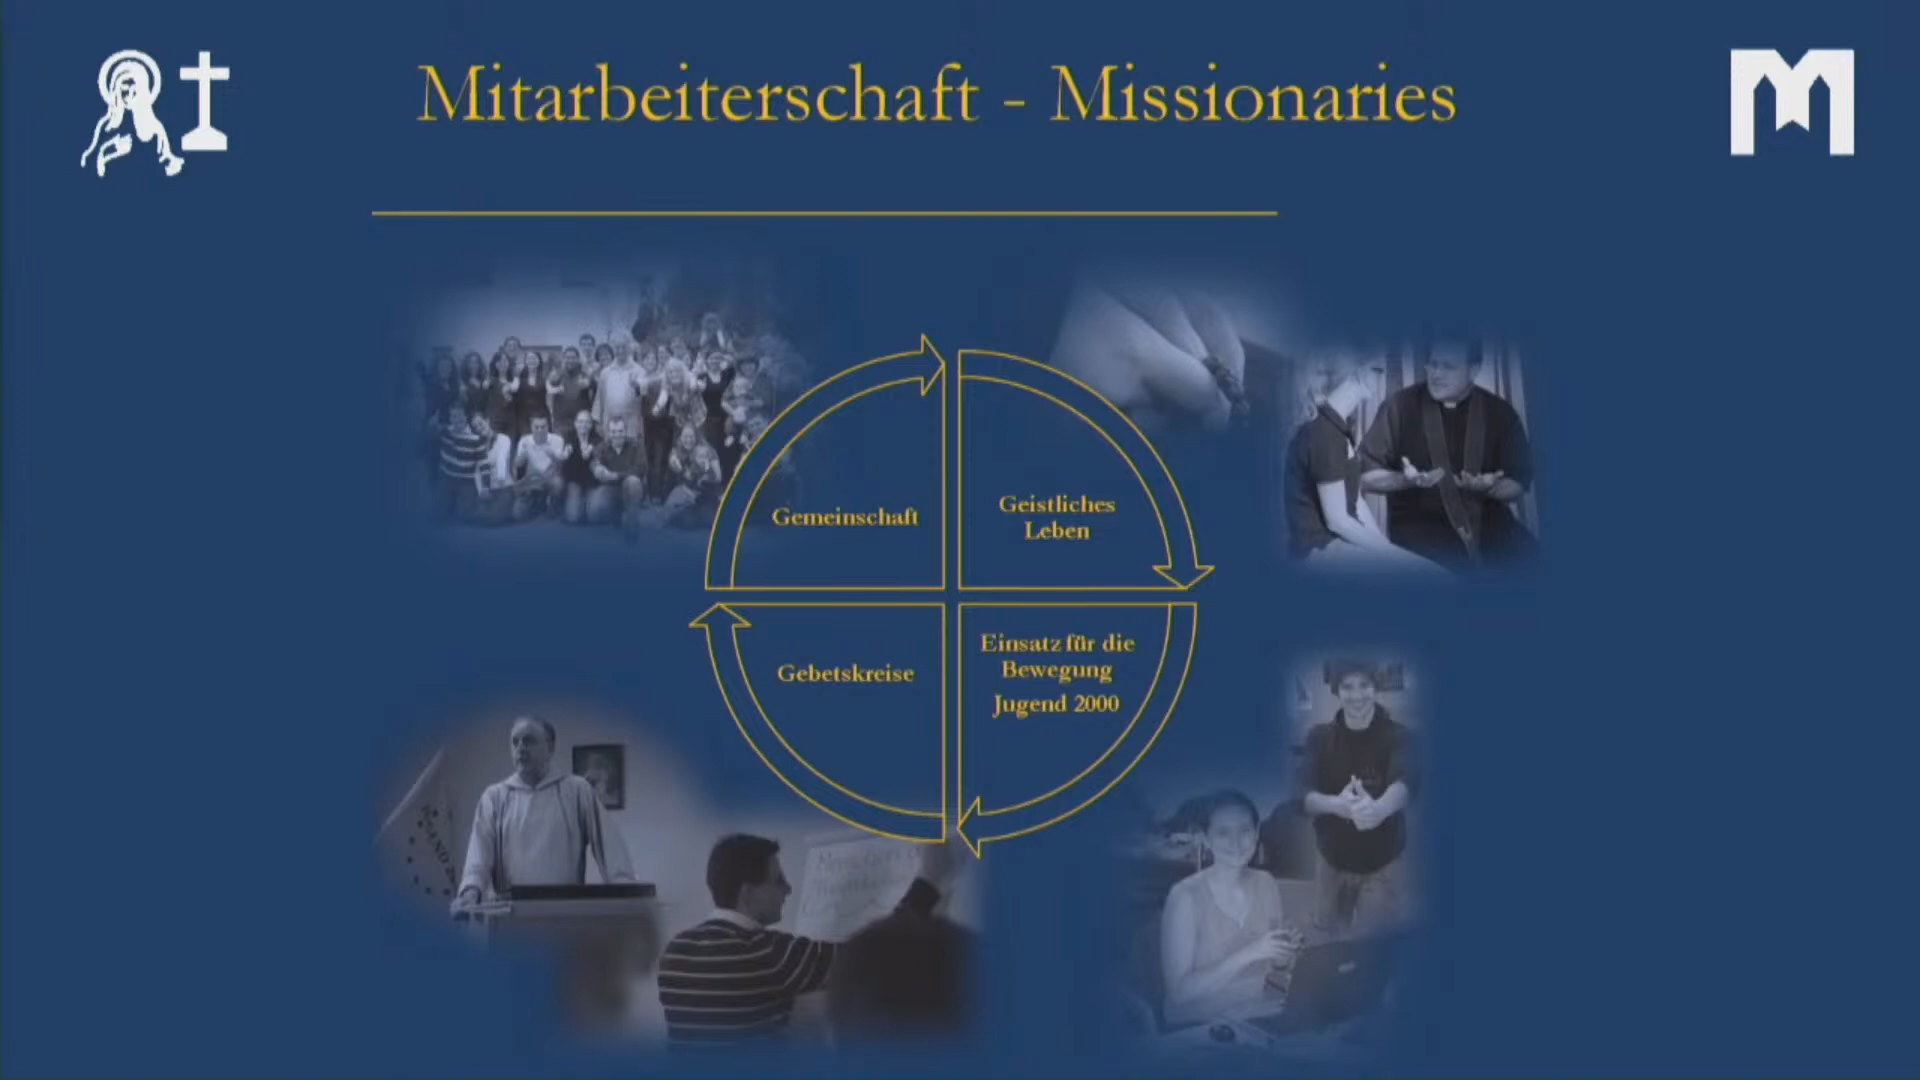 Mitarbeiterschaft - Missionaries
Gemeinschaft
Geistliches
Leben
Gebetskreise
Einsatz für die
Bewegung
Jugend 2000